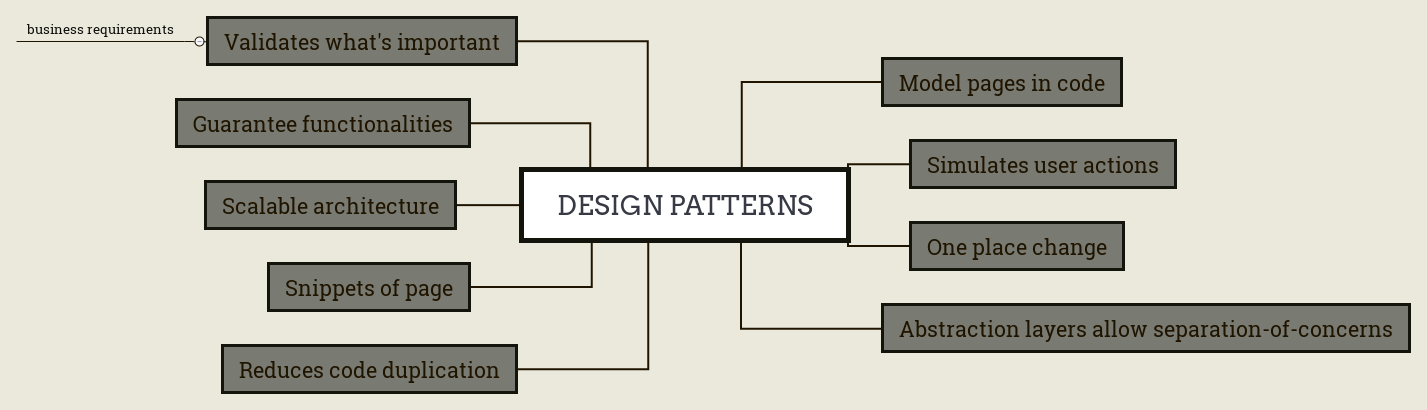 business requirements
Validates what's important
Guarantee functionalities
Scalable architecture
Snippets of page
Reduces code duplication
DESIGN PATTERNS
Model pages in code
Simulates user actions
One place change
Abstraction layers allow separation-of-concerns